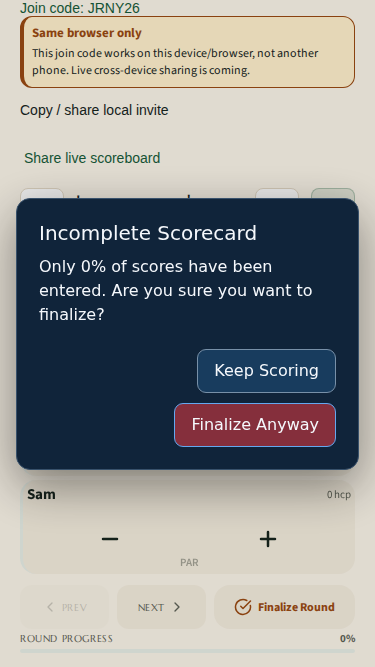 Join code: JRNY26
Same browser only
This join code works on this device/browser, not another
phone. Live cross-device sharing is coming.
Copy / share local invite
Share live scoreboard
Incomplete Scorecard
Only 0% of scores have been
entered. Are you sure you want to
finalize?
Keep Scoring
Finalize Anyway
Sam
0 hcp
− +
PAR
PREV
NEXT
Finalize Round
ROUND PROGRESS
0%